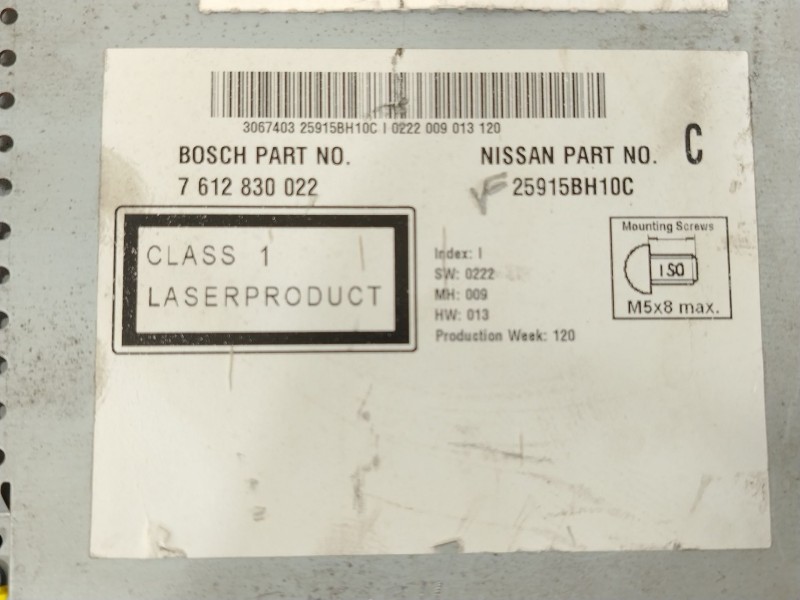 3067403 25915BH10C I 0222 009 013 120
BOSCH PART NO.
7 612 830 022
NISSAN PART NO. C
25915BH10C
CLASS 1
LASERPRODUCT
Index: I
SW: 0222
MH: 009
HW: 013
Production Week: 120
Mounting Screws
ISO
M5x8 max.